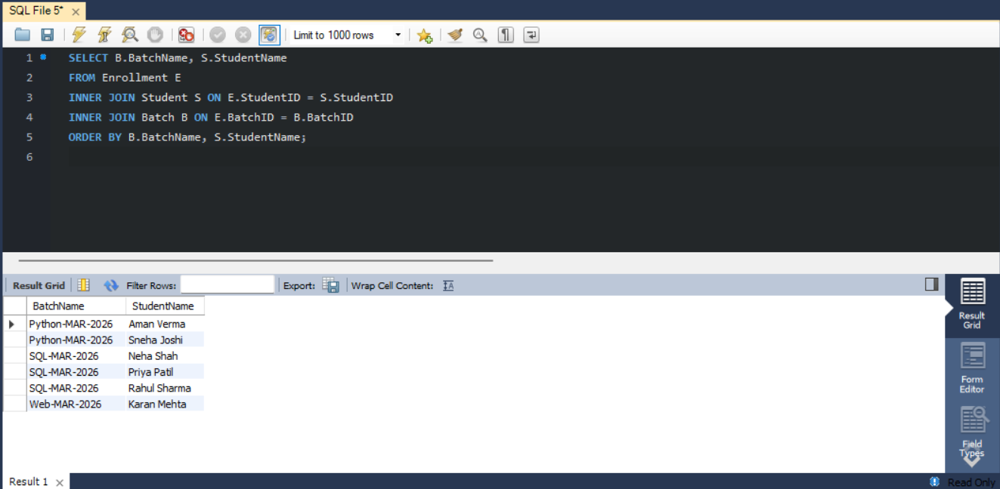 SQL File 5*
Limit to 1000 rows
1 SELECT B.BatchName, S.StudentName
2 FROM Enrollment E
3 INNER JOIN Student S ON E.StudentID = S.StudentID
4 INNER JOIN Batch B ON E.BatchID = B.BatchID
5 ORDER BY B.BatchName, S.StudentName;
6
Result Grid Filter Rows: Export: Wrap Cell Content:
BatchName StudentName
Python-MAR-2026 Aman Verma
Python-MAR-2026 Sneha Joshi
SQL-MAR-2026 Neha Shah
SQL-MAR-2026 Priya Patil
SQL-MAR-2026 Rahul Sharma
Web-MAR-2026 Karan Mehta
Result
Grid
Form
Editor
Field
Types
Result 1
Read Only